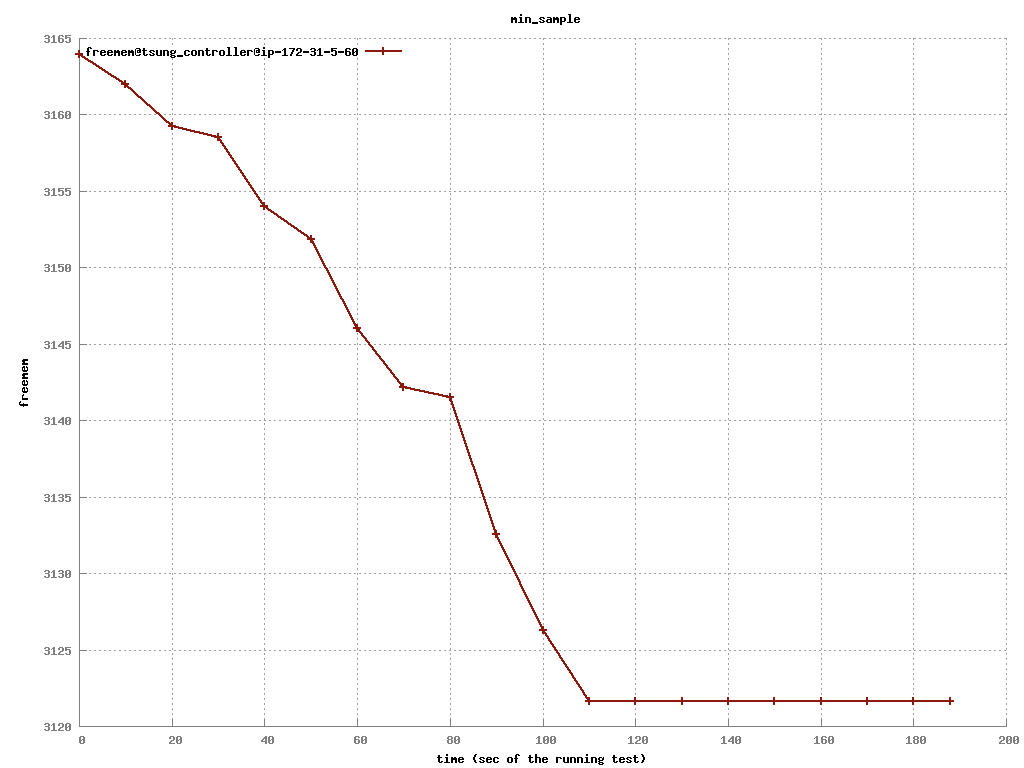 min_sample
freemem@tsung_controller@ip-172-31-5-60
3165
3160
3155
3150
3145
3140
3135
3130
3125
3120
freemem
0 20 40 60 80 100 120 140 160 180 200
time (sec of the running test)